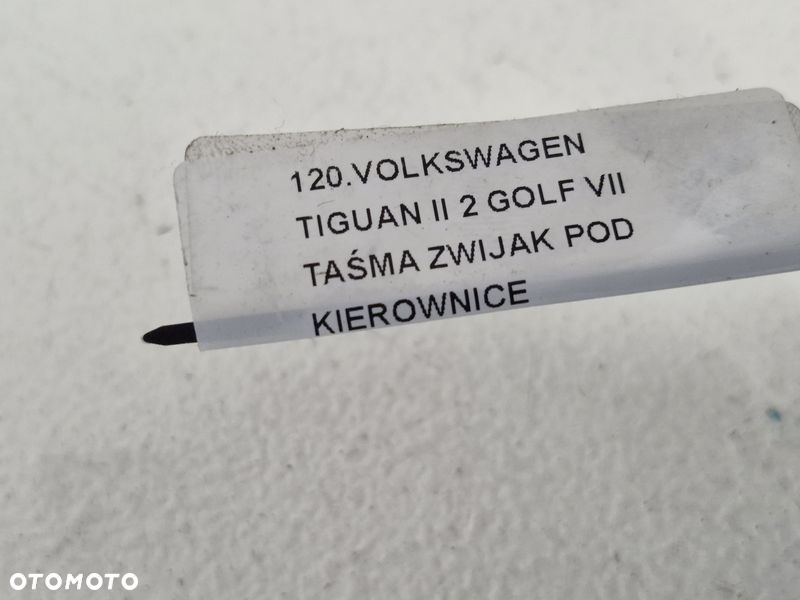 120.VOLKSWAGEN
TIGUAN II 2 GOLF VII
TAŚMA ZWIJAK POD
KIEROWNICE
OTOMOTO